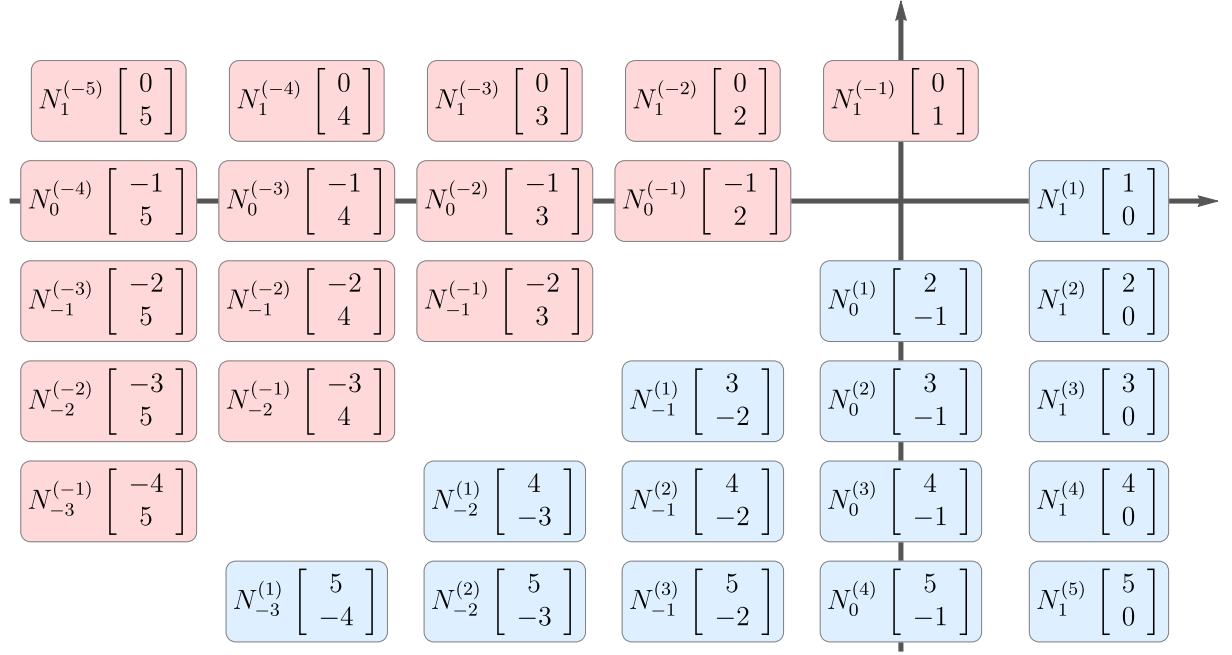 N_1^{(-5)} [0 5] N_1^{(-4)} [0 4] N_1^{(-3)} [0 3] N_1^{(-2)} [0 2] N_1^{(-1)} [0 1]
N_0^{(-4)} [-1 5] N_0^{(-3)} [-1 4] N_0^{(-2)} [-1 3] N_0^{(-1)} [-1 2] N_1^{(1)} [1 0]
N_{-1}^{(-3)} [-2 5] N_{-1}^{(-2)} [-2 4] N_{-1}^{(-1)} [-2 3] N_0^{(1)} [2 -1] N_1^{(2)} [2 0]
N_{-2}^{(-2)} [-3 5] N_{-2}^{(-1)} [-3 4] N_{-1}^{(1)} [3 -2] N_0^{(2)} [3 -1] N_1^{(3)} [3 0]
N_{-3}^{(-1)} [-4 5] N_{-2}^{(1)} [4 -3] N_{-1}^{(2)} [4 -2] N_0^{(3)} [4 -1] N_1^{(4)} [4 0]
N_{-3}^{(1)} [5 -4] N_{-2}^{(2)} [5 -3] N_{-1}^{(3)} [5 -2] N_0^{(4)} [5 -1] N_1^{(5)} [5 0]